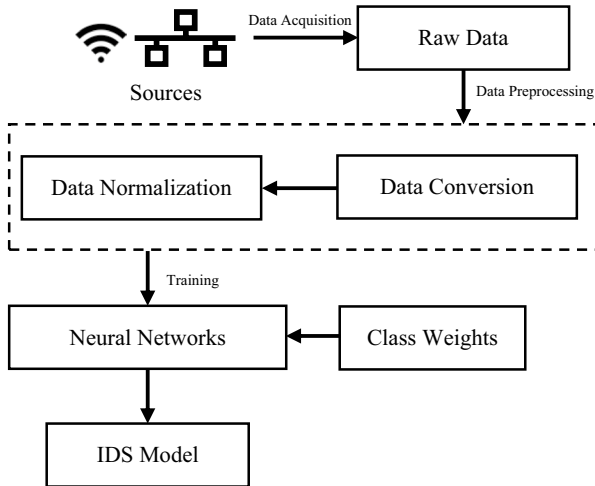 Data Acquisition
Raw Data
Sources
Data Preprocessing
Data Normalization
Data Conversion
Training
Neural Networks
Class Weights
IDS Model